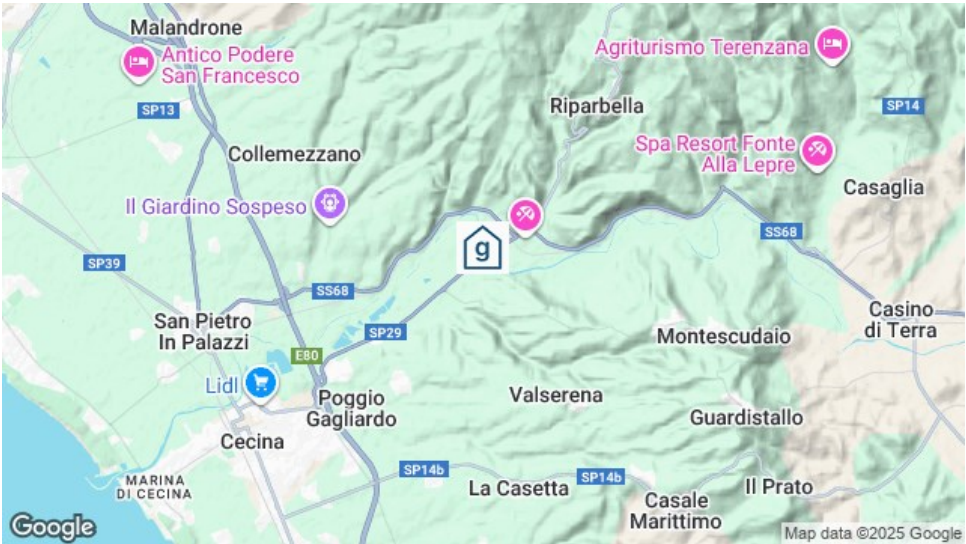 Malandrone
Antico Podere
San Francesco
Agriturismo Terenzana
SP13
Riparbella
SP14
Collemezzano
Spa Resort Fonte
Alla Lepre
Casaglia
Il Giardino Sospeso
SS68
g
SP39
SS68
Casino
di Terra
San Pietro
In Palazzi
SP29
Montescudaio
E80
Lidl
Poggio
Gagliardo
Valserena
Guardistallo
Cecina
SP14b
SP14b
MARINA
DI CECINA
La Casetta
Il Prato
Casale
Marittimo
Google
Map data ©2025 Google